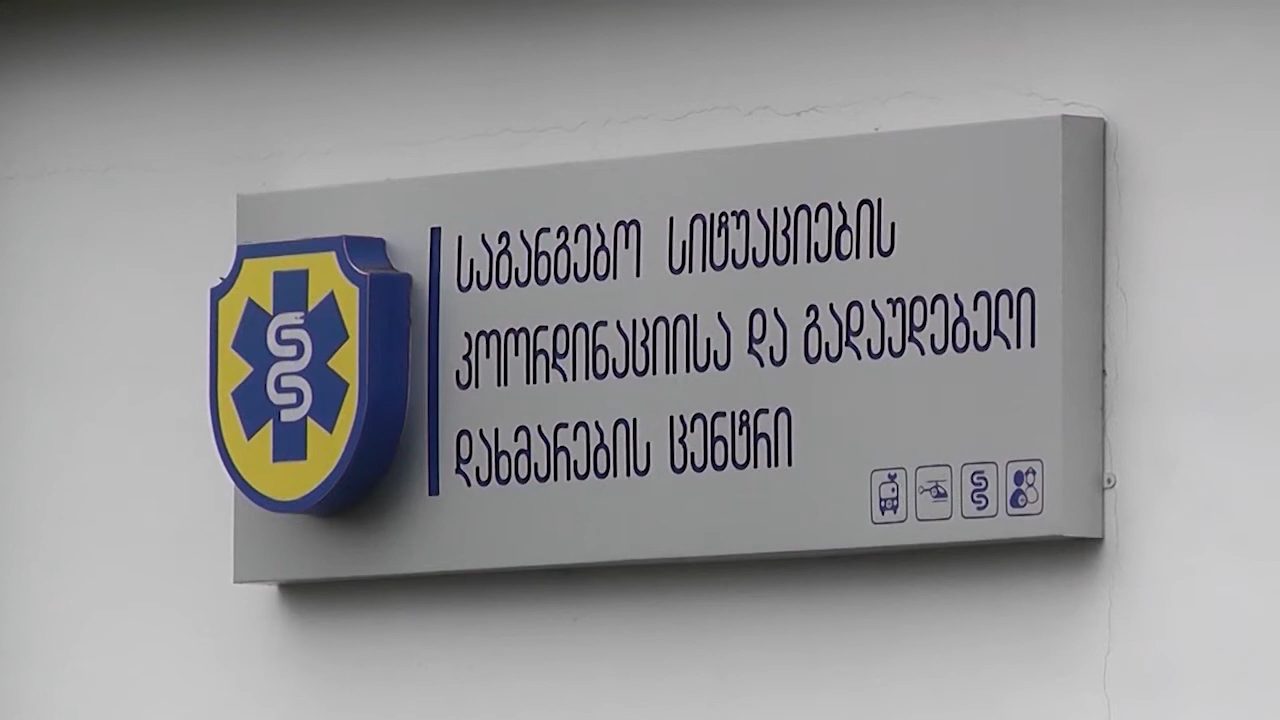 საგანგებო სიტუაციების
კოორდინაციისა და გადაუდებელი
დახმარების ცენტრი